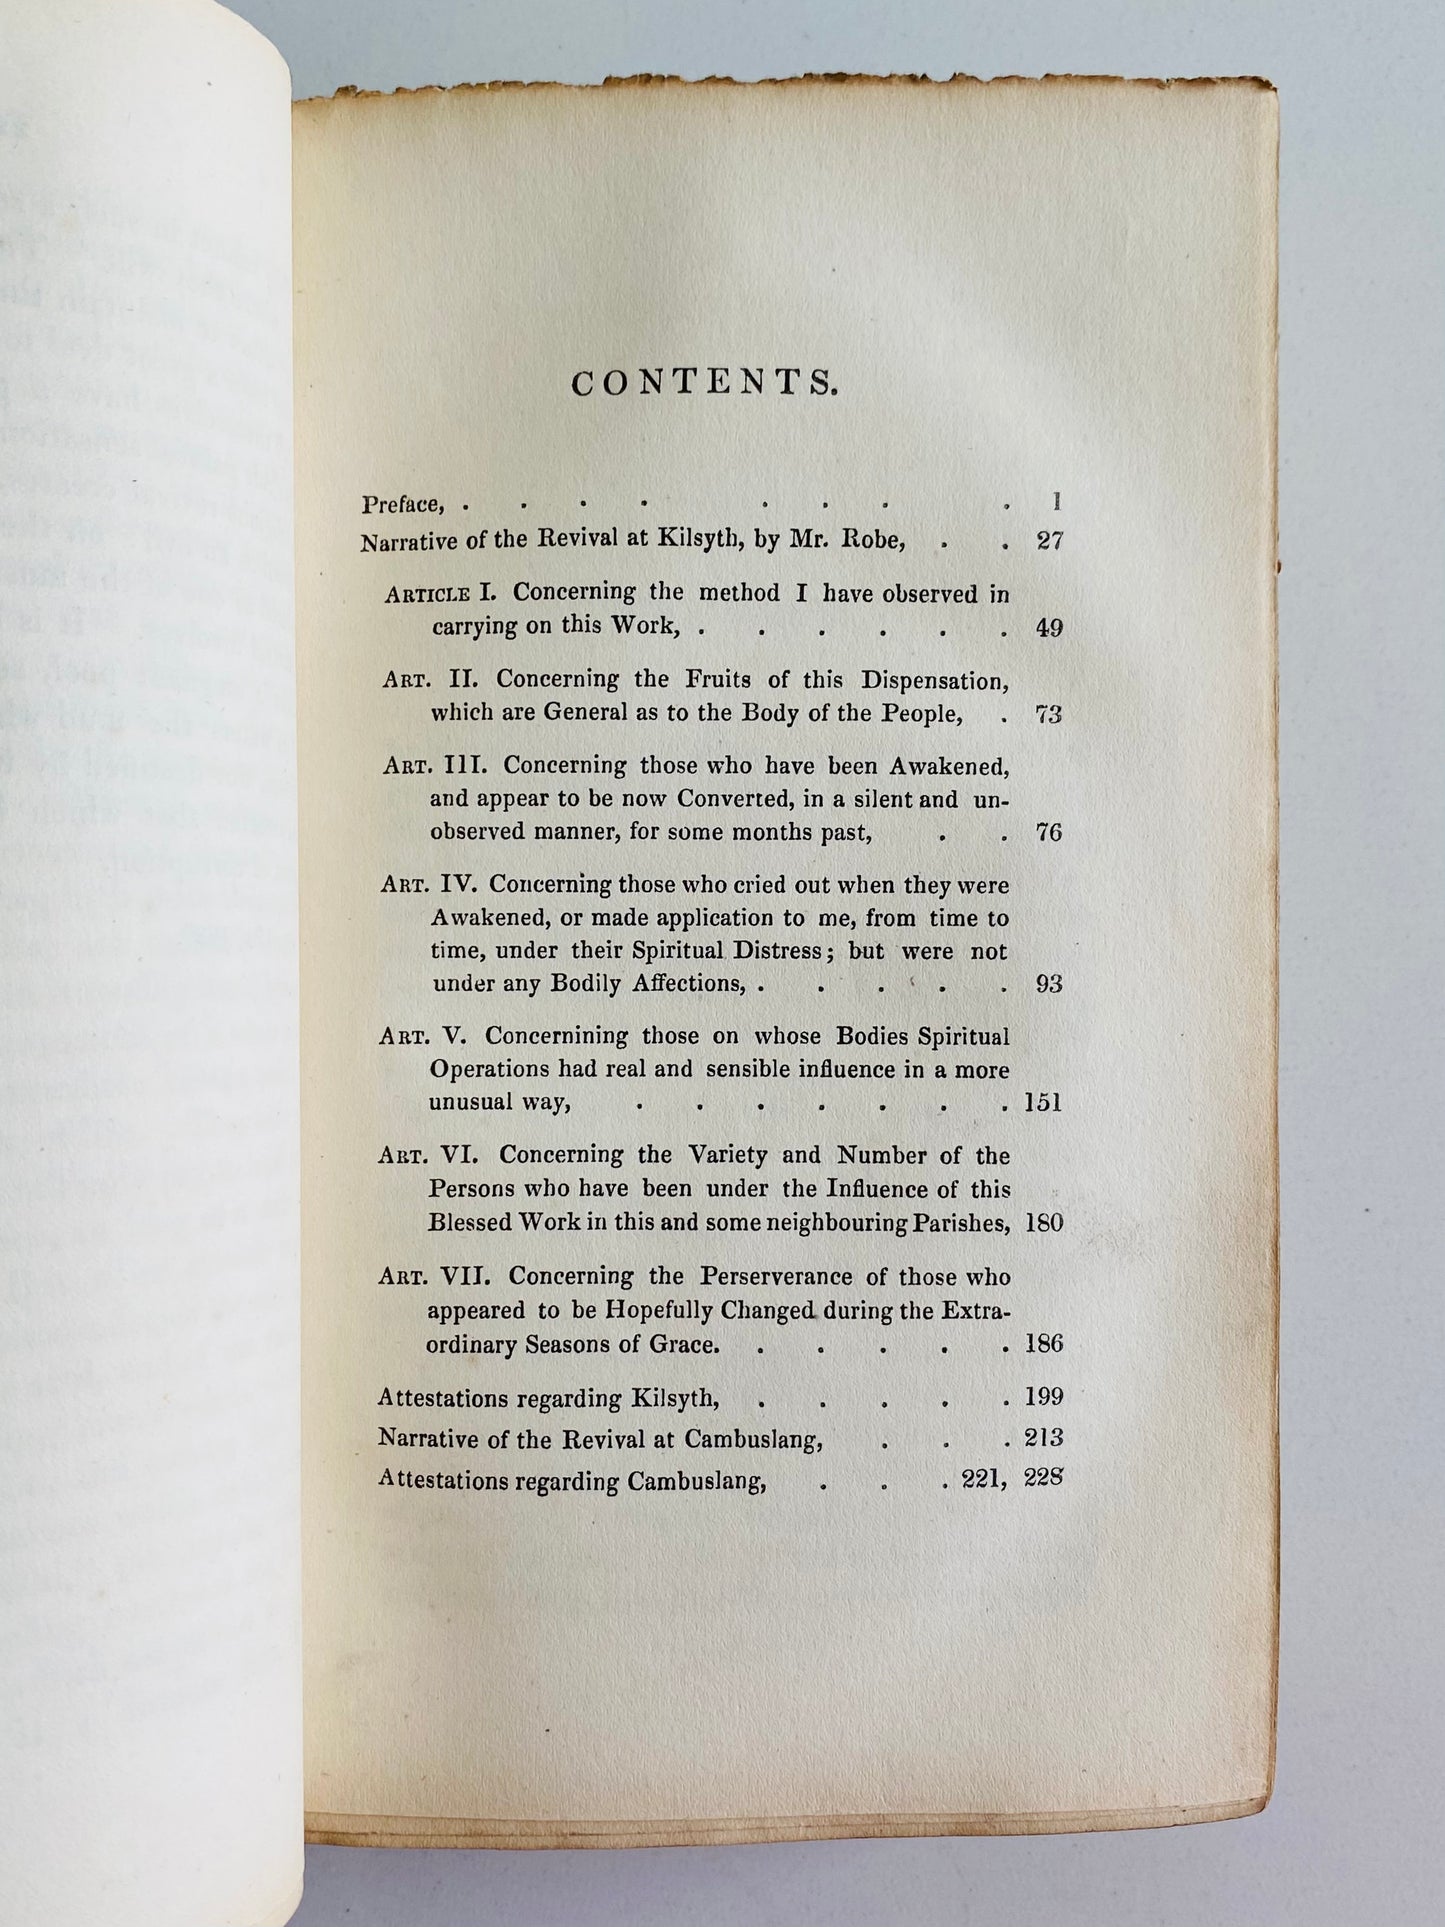 CONTENTS.
Preface, . . . . . . . . 1
Narrative of the Revival at Kilsyth, by Mr. Robe, . . 27
ARTICLE I. Concerning the method I have observed in
carrying on this Work, . . . . . . 49
ART. II. Concerning the Fruits of this Dispensation,
which are General as to the Body of the People, . 73
ART. III. Concerning those who have been Awakened,
and appear to be now Converted, in a silent and un-
observed manner, for some months past, . . 76
ART. IV. Concerning those who cried out when they were
Awakened, or made application to me, from time to
time, under their Spiritual Distress; but were not
under any Bodily Affections, . . . . . 93
ART. V. Concernining those on whose Bodies Spiritual
Operations had real and sensible influence in a more
unusual way, . . . . . . . 151
ART. VI. Concerning the Variety and Number of the
Persons who have been under the Influence of this
Blessed Work in this and some neighbouring Parishes, 180
ART. VII. Concerning the Perserverance of those who
appeared to be Hopefully Changed during the Extra-
ordinary Seasons of Grace. . . . . . 186
Attestations regarding Kilsyth, . . . . . 199
Narrative of the Revival at Cambuslang, . . . 213
Attestations regarding Cambuslang, . . . 221, 228